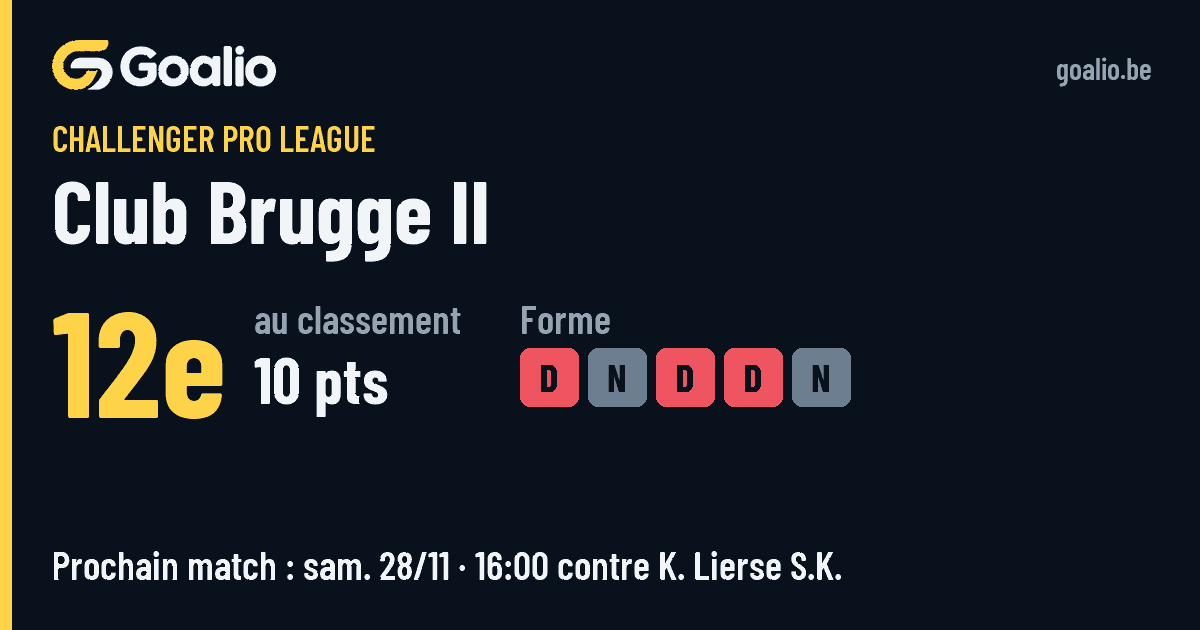 Goalio
goalio.be
CHALLENGER PRO LEAGUE
Club Brugge II
12e
au classement
10 pts
Forme
D N D D N
Prochain match : sam. 28/11 · 16:00 contre K. Lierse S.K.